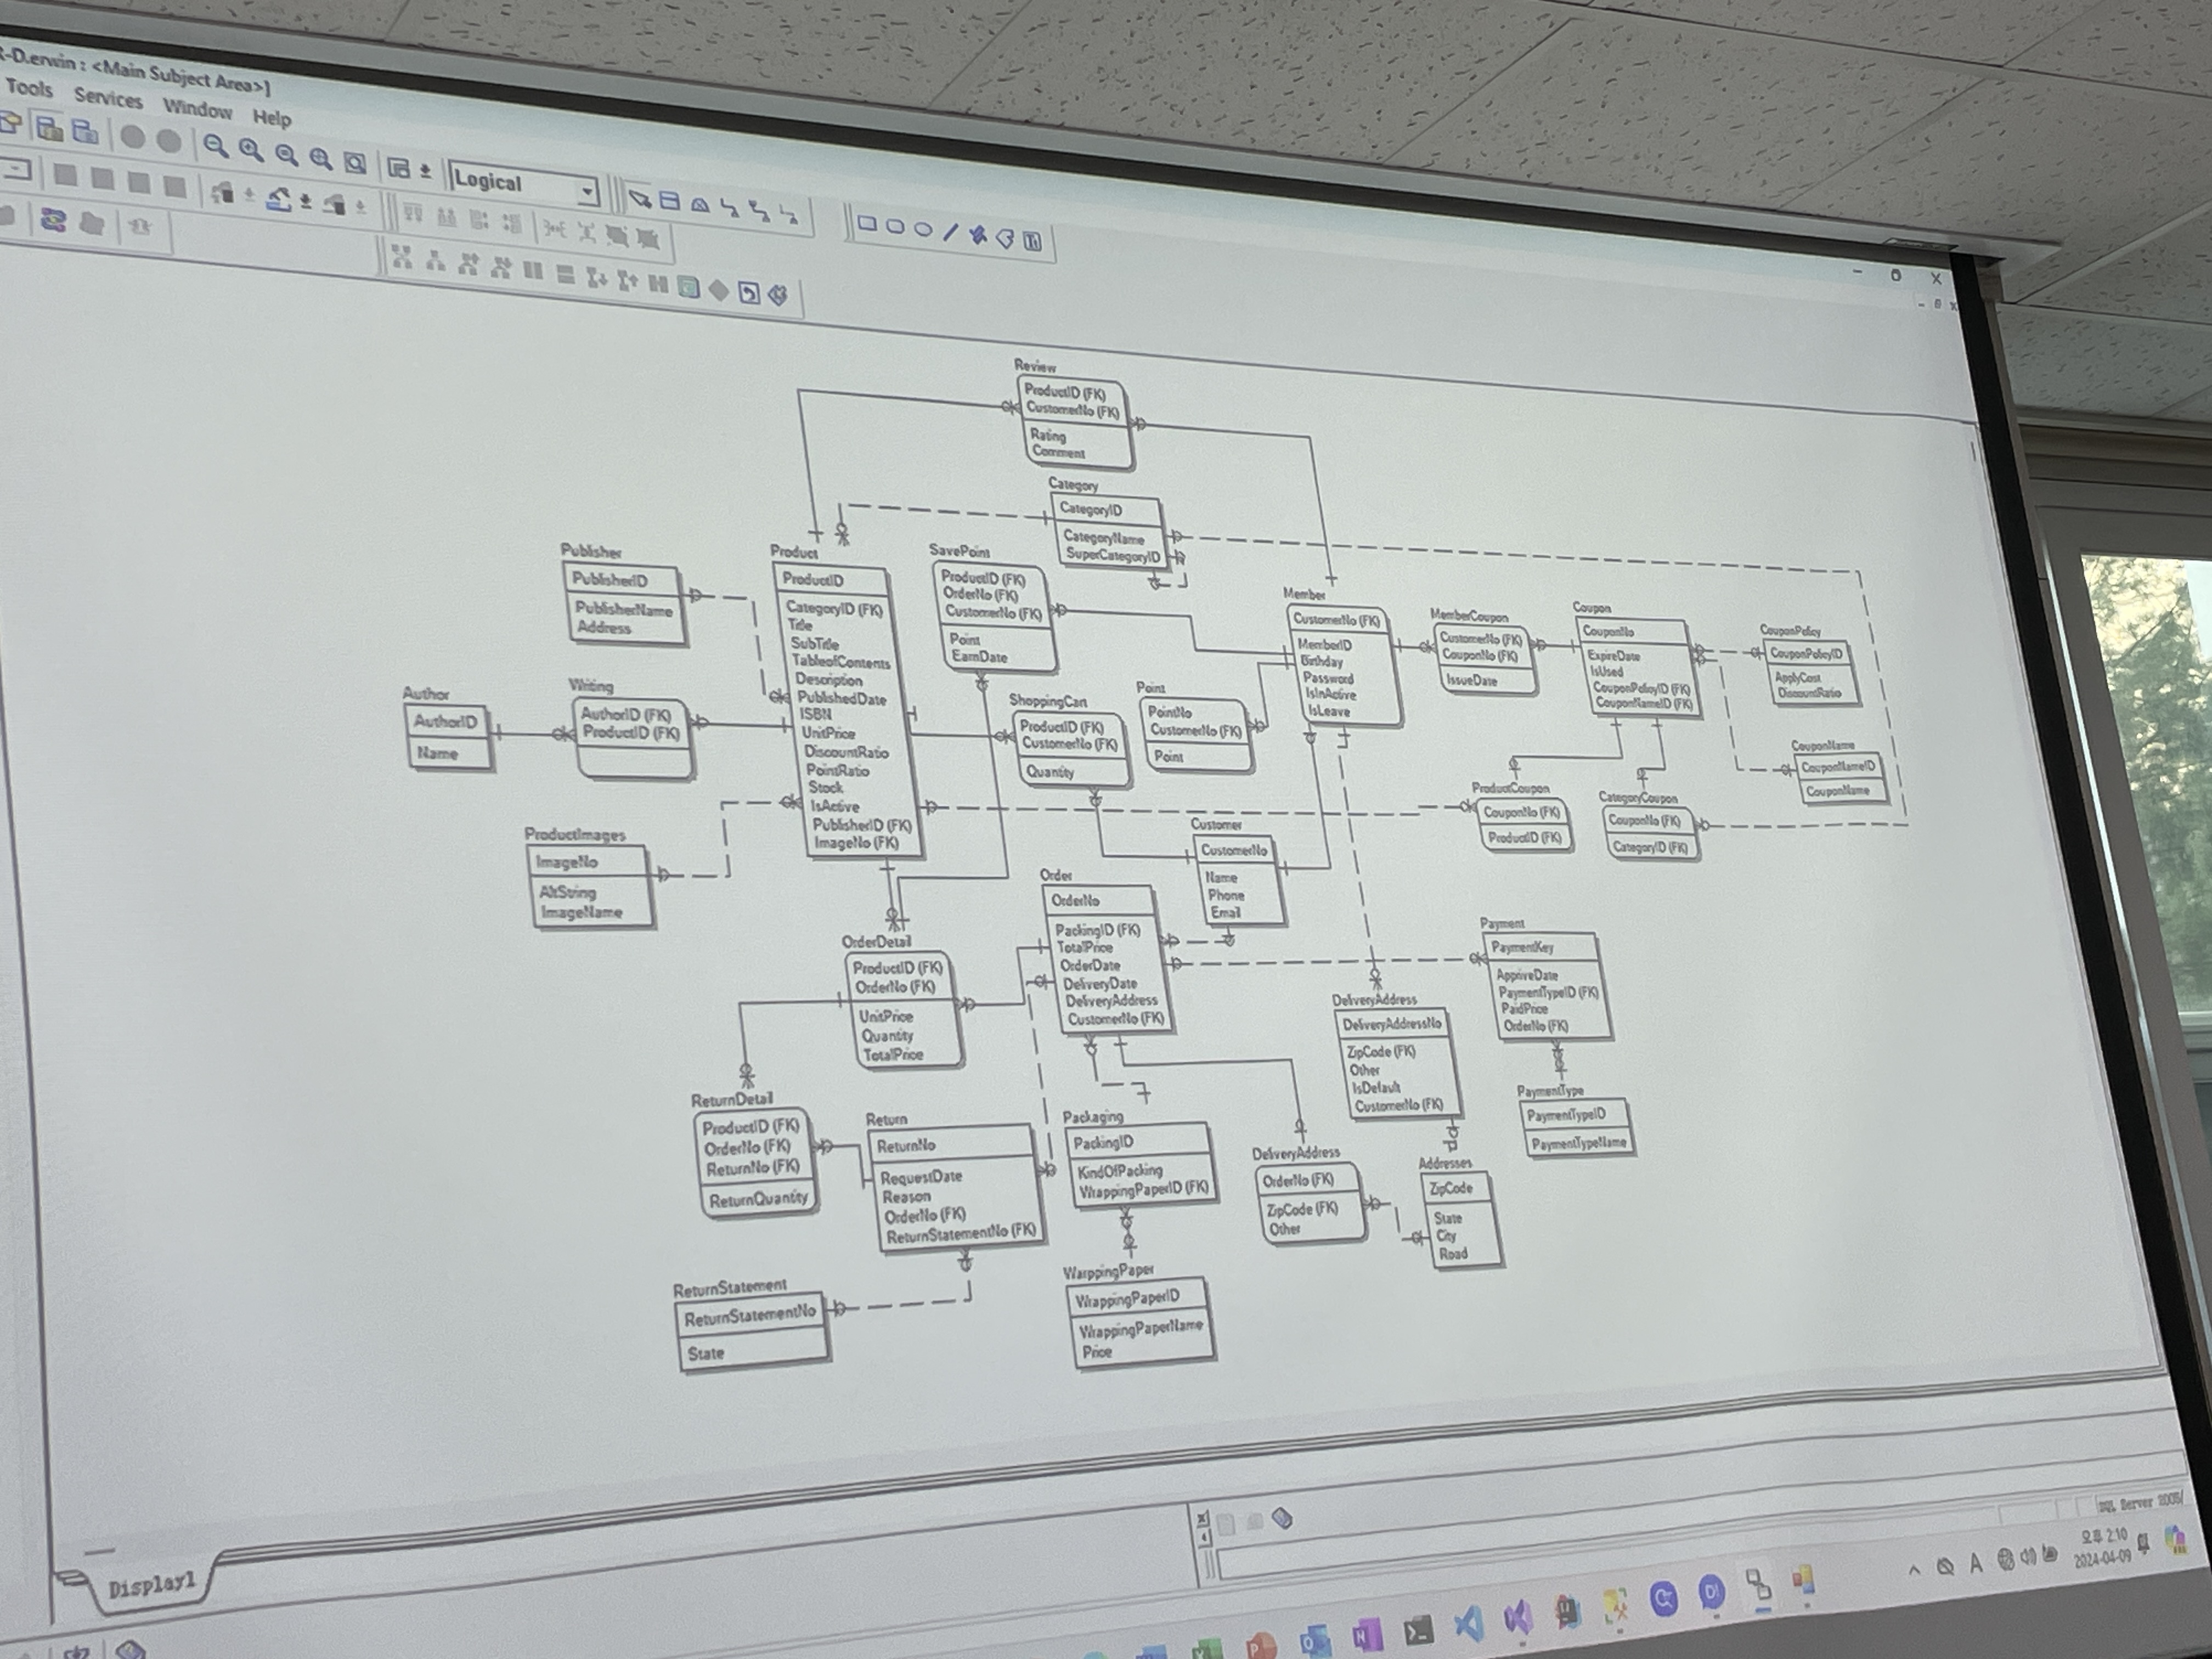 R-D.erwin : <Main Subject Area>]
Tools Services Window Help
Logical
Review
ProductID (FK)
CustomerNo (FK)
Rating
Comment
Category
CategoryID
CategoryName
SuperCategoryID
Publisher
PublisherID
PublisherName
Address
Product
ProductID
CategoryID (FK)
Title
SubTitle
TableofContents
Description
PublishedDate
ISBN
UnitPrice
DiscountRatio
PointRatio
Stock
IsActive
PublisherID (FK)
ImageNo (FK)
SavePoint
ProductID (FK)
OrderNo (FK)
CustomerNo (FK)
Point
EarnDate
Member
CustomerNo (FK)
MemberID
Birthday
Password
IsInActive
IsLeave
MemberCoupon
CustomerNo (FK)
CouponNo (FK)
IssueDate
Coupon
CouponNo
ExpireDate
IsUsed
CouponPolicyID (FK)
CouponNameID (FK)
CouponPolicy
CouponPolicyID
ApplyCost
DiscountRatio
Author
AuthorID
Name
Writing
AuthorID (FK)
ProductID (FK)
ShoppingCart
ProductID (FK)
CustomerNo (FK)
Quantity
Point
PointNo
CustomerNo (FK)
Point
CouponName
CouponNameID
CouponName
ProductImages
ImageNo
AltString
ImageName
ProductCoupon
CouponNo (FK)
ProductID (FK)
CategoryCoupon
CouponNo (FK)
CategoryID (FK)
Customer
CustomerNo
Name
Phone
Email
Order
OrderNo
PackingID (FK)
TotalPrice
OrderDate
DeliveryDate
DeliveryAddress
CustomerNo (FK)
OrderDetail
ProductID (FK)
OrderNo (FK)
UnitPrice
Quantity
TotalPrice
Payment
PaymentKey
ApproveDate
PaymentTypeID (FK)
PaidPrice
OrderNo (FK)
DeliveryAddress
DeliveryAddressNo
ZipCode (FK)
Other
IsDefault
CustomerNo (FK)
PaymentType
PaymentTypeID
PaymentTypeName
ReturnDetail
ProductID (FK)
OrderNo (FK)
ReturnNo (FK)
ReturnQuantity
Return
ReturnNo
RequestDate
Reason
OrderNo (FK)
ReturnStatementNo (FK)
Packaging
PackingID
KindOfPacking
WrappingPaperID (FK)
DeliveryAddress
OrderNo (FK)
ZipCode (FK)
Other
Addresses
ZipCode
State
City
Road
ReturnStatement
ReturnStatementNo
State
WarppingPaper
WrappingPaperID
WrappingPaperName
Price
Display1
SQL Server 2005/
A
오후 2:10
2024-04-09